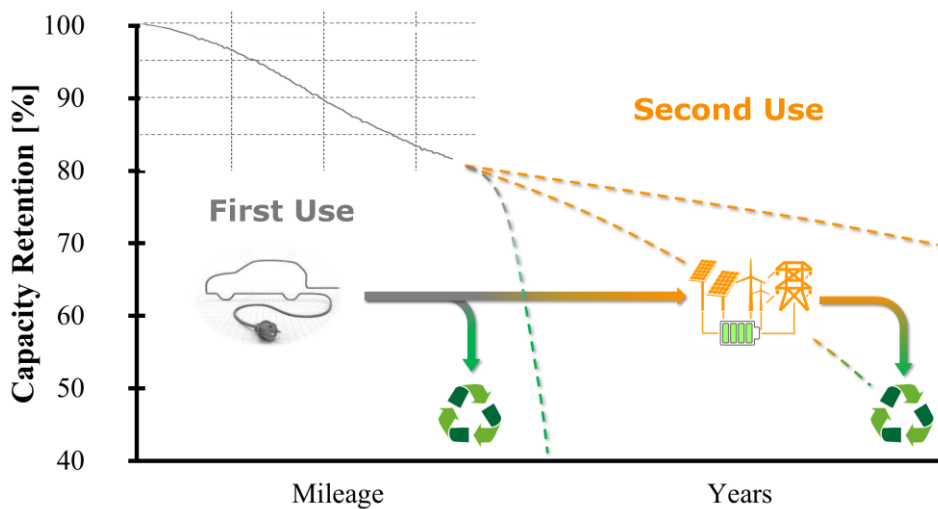 Capacity Retention [%]
100
90
80
70
60
50
40
First Use
Second Use
Mileage
Years